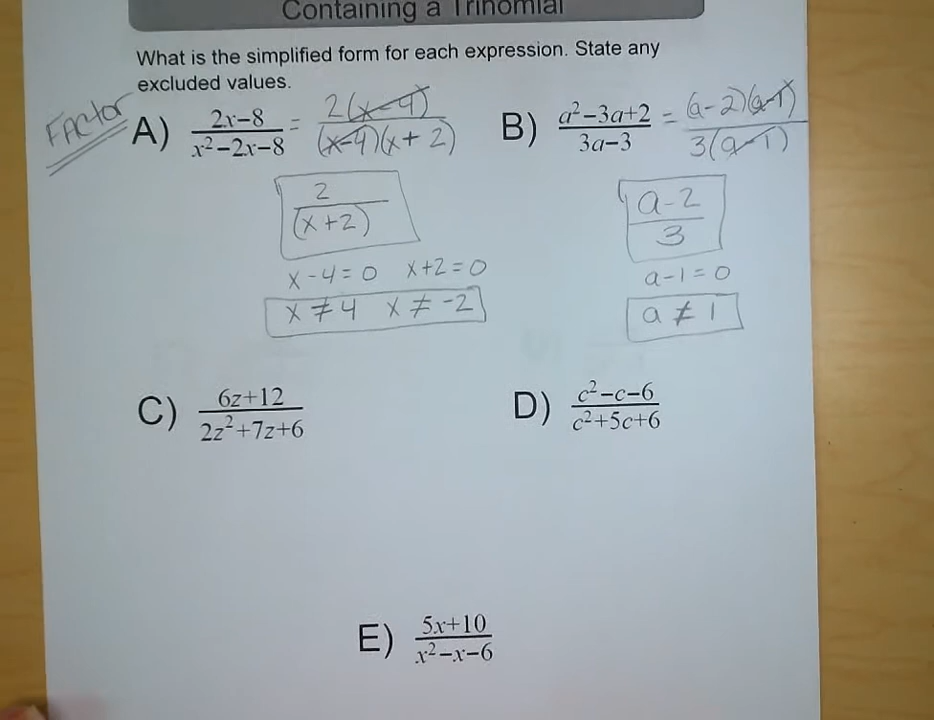 Containing a Trinomial
What is the simplified form for each expression. State any
excluded values.
Factor
A) (2x-8)/(x²-2x-8) = 2(x-4)/((x-4)(x+2))
B) (a²-3a+2)/(3a-3) = (a-2)(a-1)/(3(a-1))
2/(x+2)
x-4=0 x+2=0
x≠4 x≠-2
(a-2)/3
a-1=0
a≠1
C) (6z+12)/(2z²+7z+6)
D) (c²-c-6)/(c²+5c+6)
E) (5x+10)/(x²-x-6)